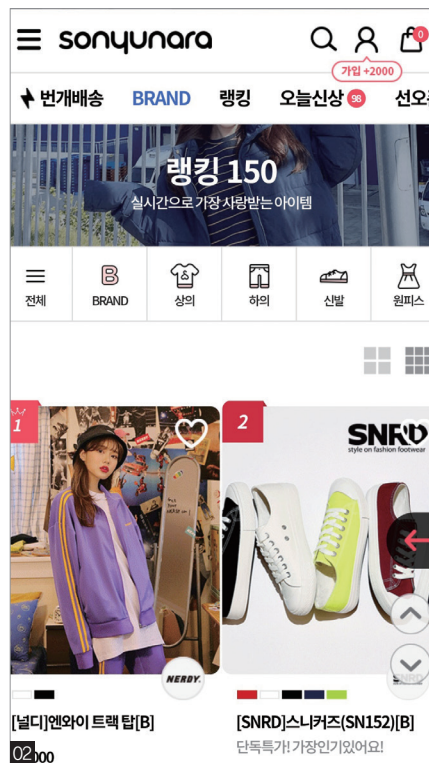 sonyunara
0
가입 +2000
번개배송 BRAND 랭킹 오늘신상 98 선오
랭킹 150
실시간으로 가장 사랑받는 아이템
전체 BRAND 상의 하의 신발 원피스
1
2
SNRD
style on fashion footwear
NERDY.
SNRD
[널디]엔와이 트랙 탑[B]
[SNRD]스니커즈(SN152)[B]
단독특가! 가장인기있어요!
02
000